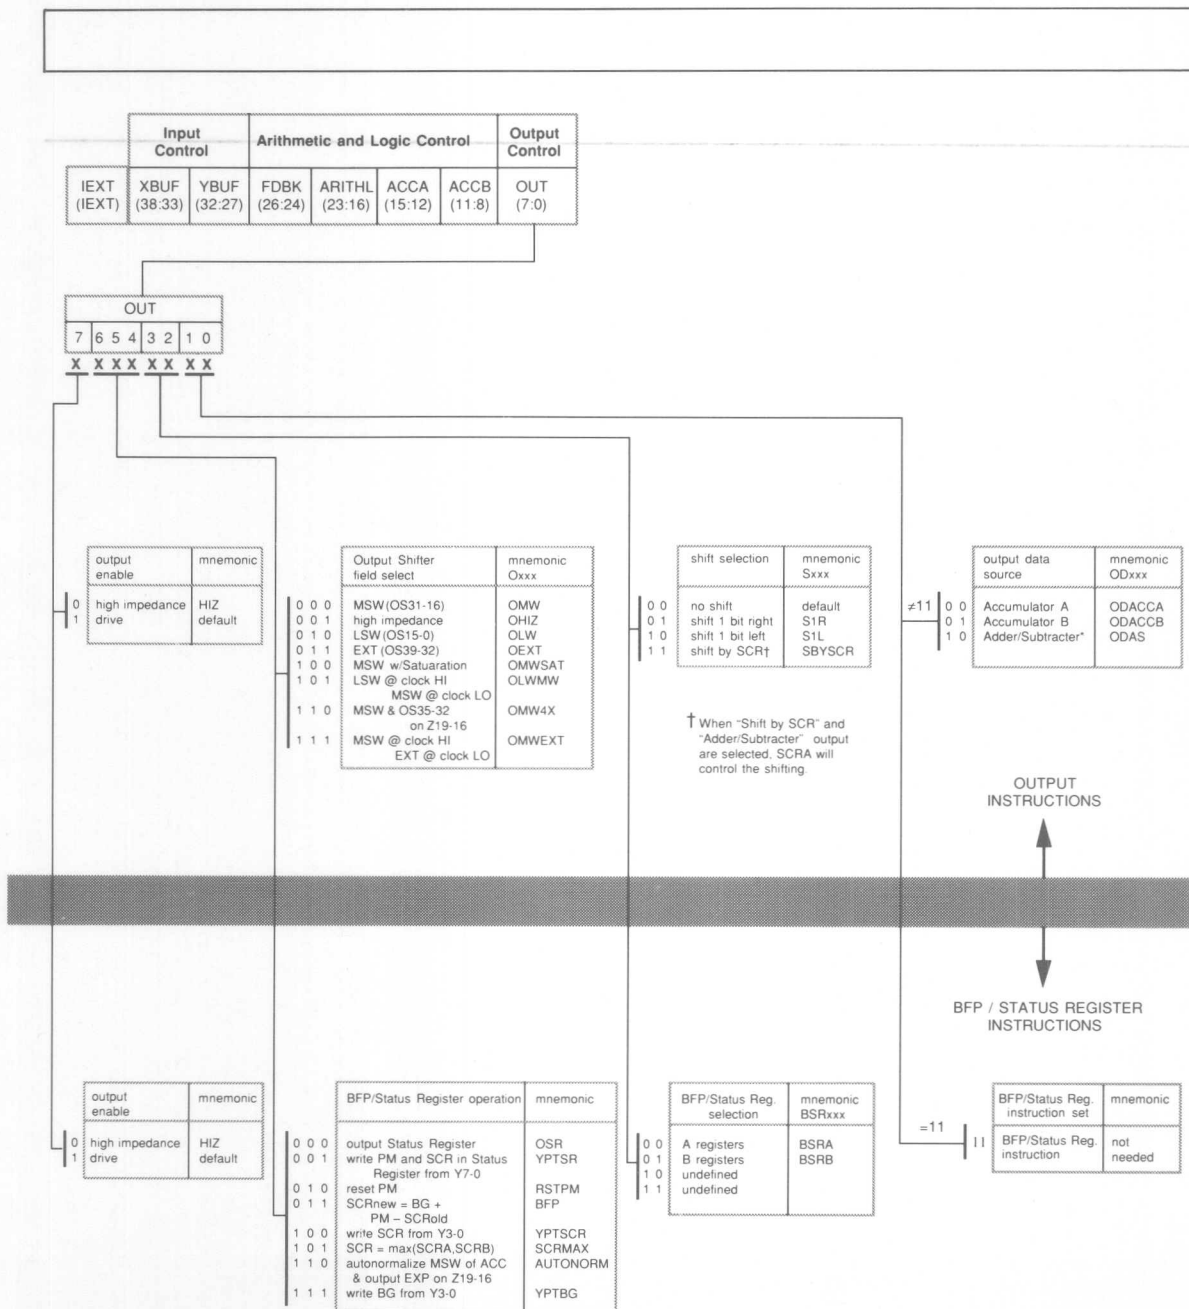 Input Control
Arithmetic and Logic Control
Output Control
IEXT (IEXT)
XBUF (38:33)
YBUF (32:27)
FDBK (26:24)
ARITHL (23:16)
ACCA (15:12)
ACCB (11:8)
OUT (7:0)
OUT
7 6 5 4 3 2 1 0
X X X X X X X X
output enable mnemonic
0 high impedance HIZ
1 drive default
Output Shifter field select mnemonic Oxxx
0 0 0 MSW (OS31-16) OMW
0 0 1 high impedance OHIZ
0 1 0 LSW (OS15-0) OLW
0 1 1 EXT (OS39-32) OEXT
1 0 0 MSW w/Satuaration OMWSAT
1 0 1 LSW @ clock HI OLWMW
MSW @ clock LO
1 1 0 MSW & OS35-32 OMW4X
on Z19-16
1 1 1 MSW @ clock HI OMWEXT
EXT @ clock LO
shift selection mnemonic Sxxx
0 0 no shift default
0 1 shift 1 bit right S1R
1 0 shift 1 bit left S1L
1 1 shift by SCR† SBYSCR
† When "Shift by SCR" and
"Adder/Subtracter" output
are selected, SCRA will
control the shifting.
output data source mnemonic ODxxx
≠11
0 0 Accumulator A ODACCA
0 1 Accumulator B ODACCB
1 0 Adder/Subtracter* ODAS
OUTPUT
INSTRUCTIONS
BFP / STATUS REGISTER
INSTRUCTIONS
output enable mnemonic
0 high impedance HIZ
1 drive default
BFP/Status Register operation mnemonic
0 0 0 output Status Register OSR
0 0 1 write PM and SCR in Status YPTSR
Register from Y7-0
0 1 0 reset PM RSTPM
0 1 1 SCRnew = BG + BFP
PM – SCRold
1 0 0 write SCR from Y3-0 YPTSCR
1 0 1 SCR = max(SCRA,SCRB) SCRMAX
1 1 0 autonormalize MSW of ACC AUTONORM
& output EXP on Z19-16
1 1 1 write BG from Y3-0 YPTBG
BFP/Status Reg. selection mnemonic BSRxxx
0 0 A registers BSRA
0 1 B registers BSRB
1 0 undefined
1 1 undefined
BFP/Status Reg. instruction set mnemonic
=11
11 BFP/Status Reg. not
instruction needed